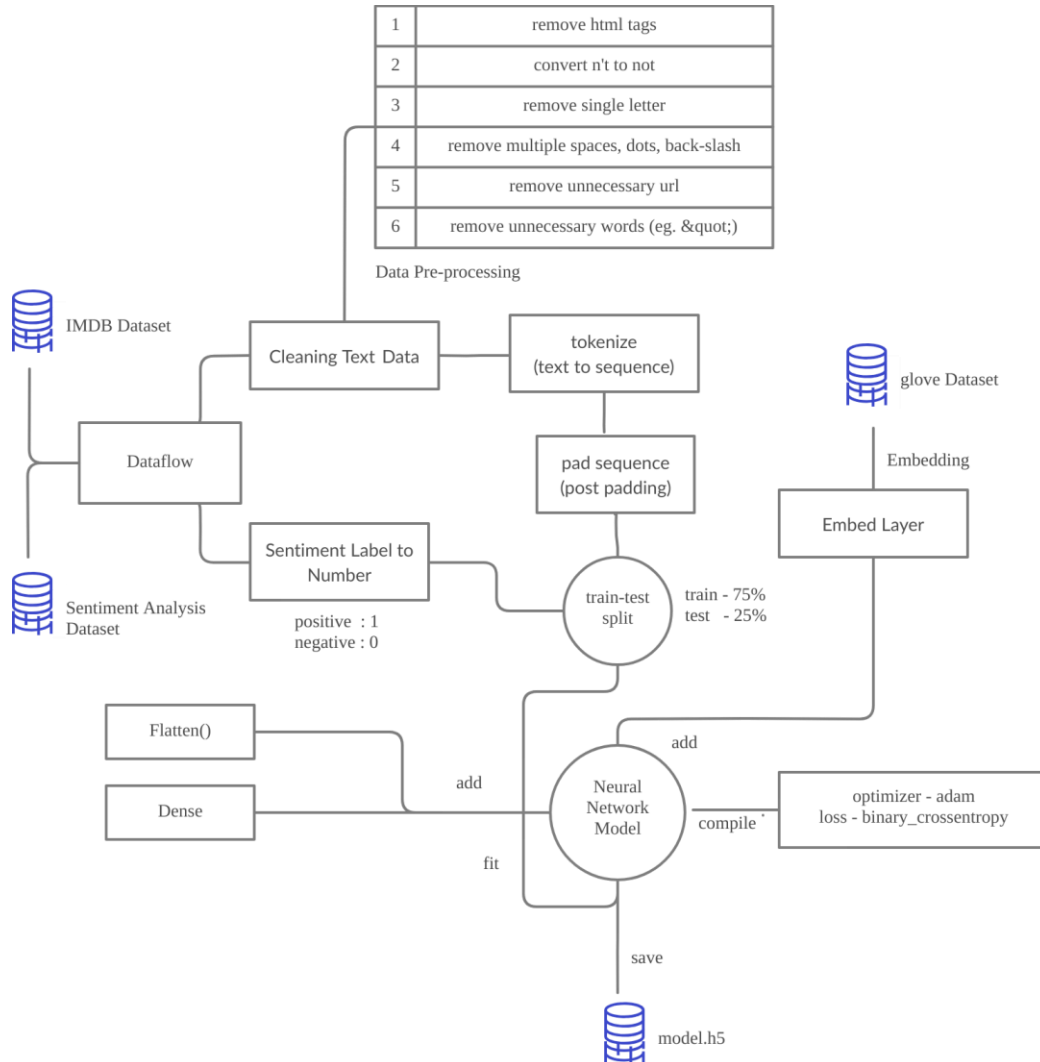 1 remove html tags
2 convert n't to not
3 remove single letter
4 remove multiple spaces, dots, back-slash
5 remove unnecessary url
6 remove unnecessary words (eg. &quot;)
Data Pre-processing
IMDB Dataset
Cleaning Text Data
tokenize
(text to sequence)
glove Dataset
Dataflow
pad sequence
(post padding)
Embedding
Embed Layer
Sentiment Label to
Number
positive : 1
negative : 0
Sentiment Analysis
Dataset
train-test
split
train - 75%
test - 25%
Flatten()
add
Dense
add
Neural
Network
Model
compile
optimizer - adam
loss - binary_crossentropy
fit
save
model.h5